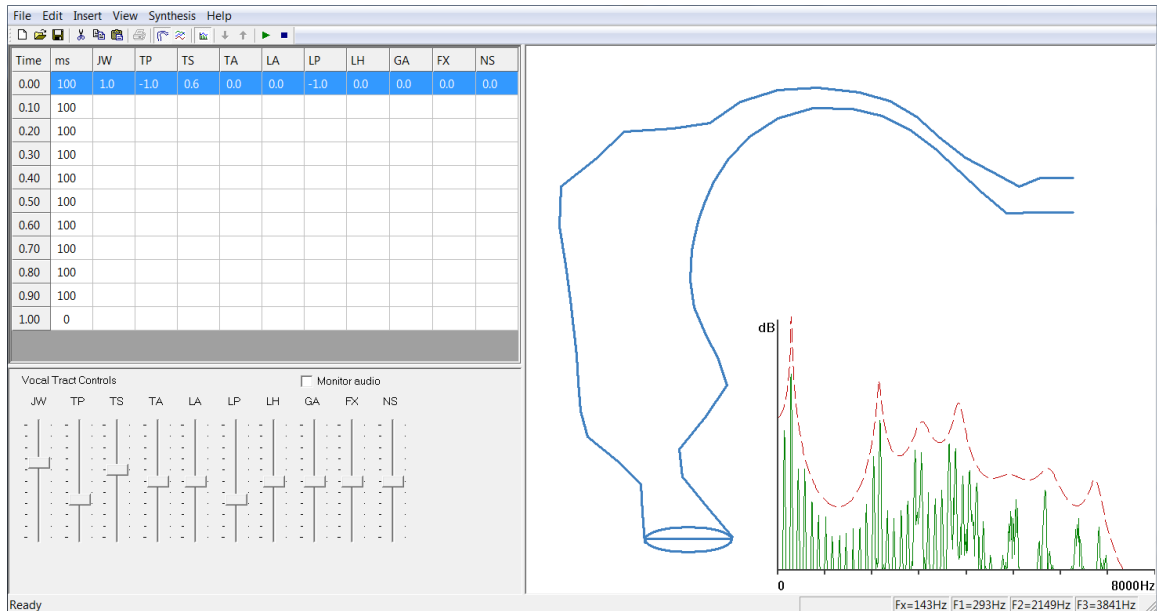 File Edit Insert View Synthesis Help
Time ms JW TP TS TA LA LP LH GA FX NS
0.00 100 1.0 -1.0 0.6 0.0 0.0 -1.0 0.0 0.0 0.0 0.0
0.10 100
0.20 100
0.30 100
0.40 100
0.50 100
0.60 100
0.70 100
0.80 100
0.90 100
1.00 0
Vocal Tract Controls Monitor audio
JW TP TS TA LA LP LH GA FX NS
dB
0 8000Hz
Ready Fx=143Hz F1=293Hz F2=2149Hz F3=3841Hz